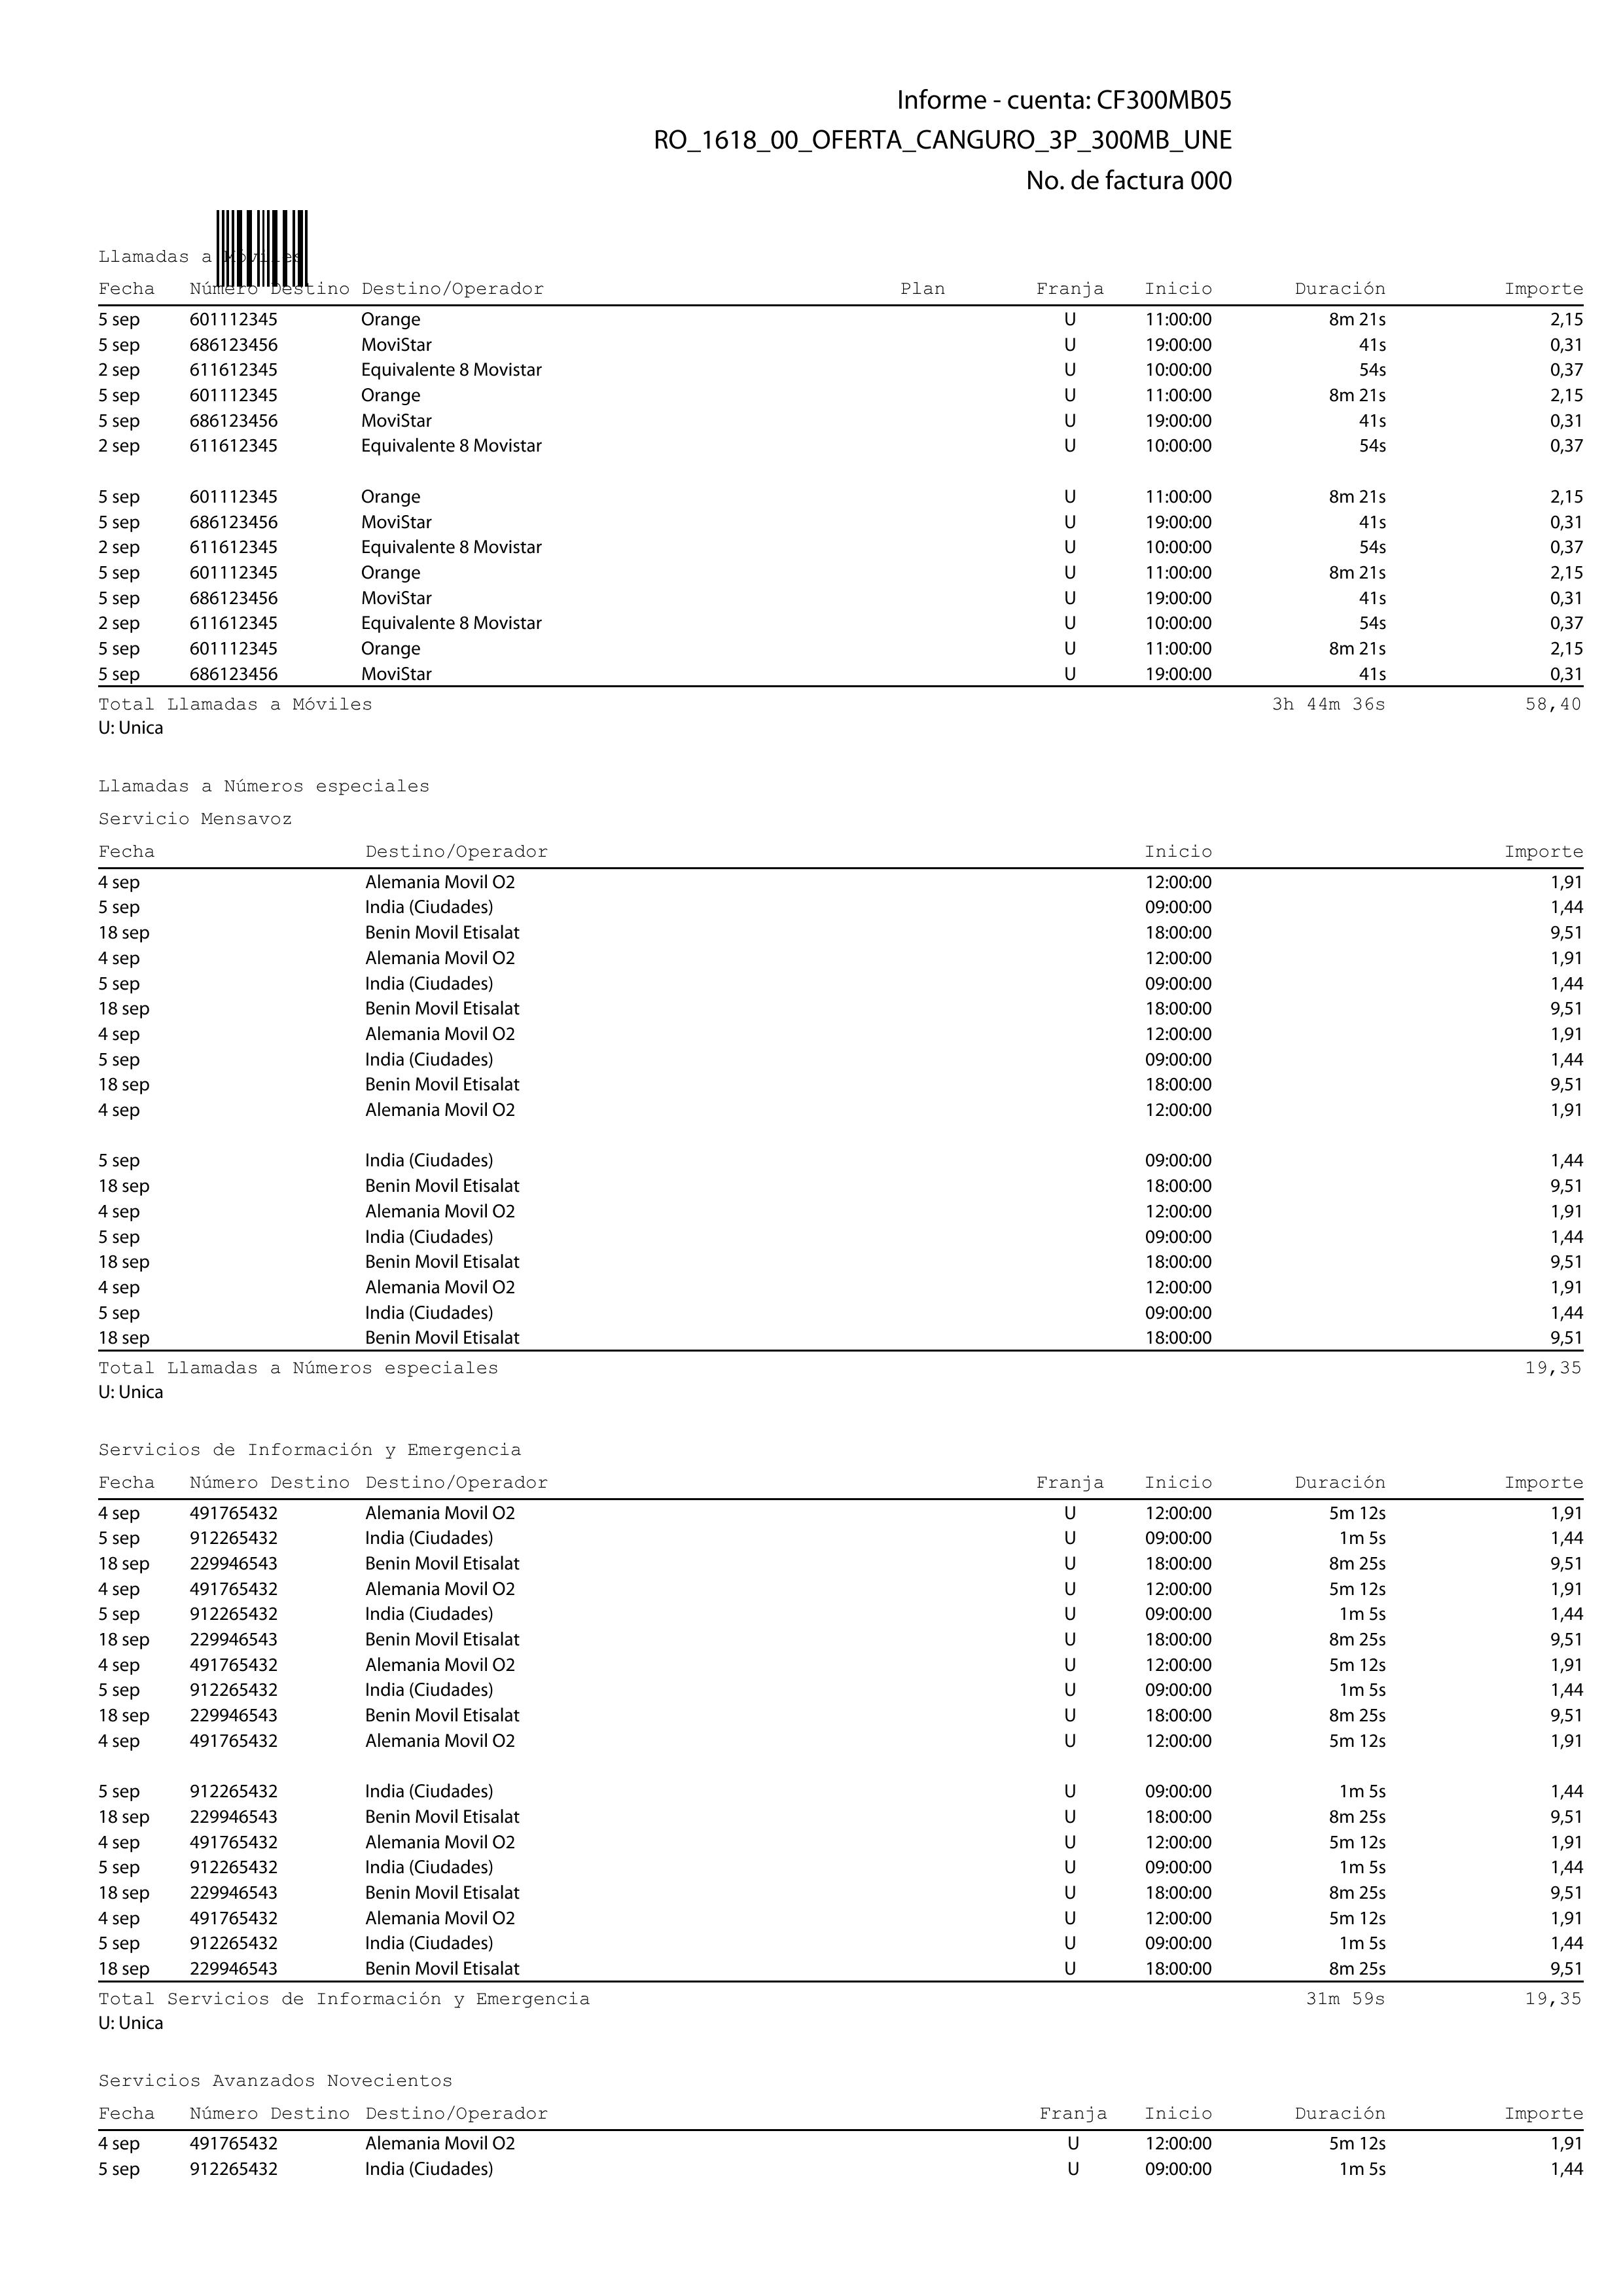 Informe - cuenta: CF300MB05
RO_1618_00_OFERTA_CANGURO_3P_300MB_UNE
No. de factura 000
Llamadas a Móviles
Fecha Número Destino Destino/Operador Plan Franja Inicio Duración Importe
5 sep 601112345 Orange U 11:00:00 8m 21s 2,15
5 sep 686123456 MoviStar U 19:00:00 41s 0,31
2 sep 611612345 Equivalente 8 Movistar U 10:00:00 54s 0,37
5 sep 601112345 Orange U 11:00:00 8m 21s 2,15
5 sep 686123456 MoviStar U 19:00:00 41s 0,31
2 sep 611612345 Equivalente 8 Movistar U 10:00:00 54s 0,37
5 sep 601112345 Orange U 11:00:00 8m 21s 2,15
5 sep 686123456 MoviStar U 19:00:00 41s 0,31
2 sep 611612345 Equivalente 8 Movistar U 10:00:00 54s 0,37
5 sep 601112345 Orange U 11:00:00 8m 21s 2,15
5 sep 686123456 MoviStar U 19:00:00 41s 0,31
2 sep 611612345 Equivalente 8 Movistar U 10:00:00 54s 0,37
5 sep 601112345 Orange U 11:00:00 8m 21s 2,15
5 sep 686123456 MoviStar U 19:00:00 41s 0,31
Total Llamadas a Móviles 3h 44m 36s 58,40
U: Unica
Llamadas a Números especiales
Servicio Mensavoz
Fecha Destino/Operador Inicio Importe
4 sep Alemania Movil O2 12:00:00 1,91
5 sep India (Ciudades) 09:00:00 1,44
18 sep Benin Movil Etisalat 18:00:00 9,51
4 sep Alemania Movil O2 12:00:00 1,91
5 sep India (Ciudades) 09:00:00 1,44
18 sep Benin Movil Etisalat 18:00:00 9,51
4 sep Alemania Movil O2 12:00:00 1,91
5 sep India (Ciudades) 09:00:00 1,44
18 sep Benin Movil Etisalat 18:00:00 9,51
4 sep Alemania Movil O2 12:00:00 1,91
5 sep India (Ciudades) 09:00:00 1,44
18 sep Benin Movil Etisalat 18:00:00 9,51
4 sep Alemania Movil O2 12:00:00 1,91
5 sep India (Ciudades) 09:00:00 1,44
18 sep Benin Movil Etisalat 18:00:00 9,51
4 sep Alemania Movil O2 12:00:00 1,91
5 sep India (Ciudades) 09:00:00 1,44
18 sep Benin Movil Etisalat 18:00:00 9,51
Total Llamadas a Números especiales 19,35
U: Unica
Servicios de Información y Emergencia
Fecha Número Destino Destino/Operador Franja Inicio Duración Importe
4 sep 491765432 Alemania Movil O2 U 12:00:00 5m 12s 1,91
5 sep 912265432 India (Ciudades) U 09:00:00 1m 5s 1,44
18 sep 229946543 Benin Movil Etisalat U 18:00:00 8m 25s 9,51
4 sep 491765432 Alemania Movil O2 U 12:00:00 5m 12s 1,91
5 sep 912265432 India (Ciudades) U 09:00:00 1m 5s 1,44
18 sep 229946543 Benin Movil Etisalat U 18:00:00 8m 25s 9,51
4 sep 491765432 Alemania Movil O2 U 12:00:00 5m 12s 1,91
5 sep 912265432 India (Ciudades) U 09:00:00 1m 5s 1,44
18 sep 229946543 Benin Movil Etisalat U 18:00:00 8m 25s 9,51
4 sep 491765432 Alemania Movil O2 U 12:00:00 5m 12s 1,91
5 sep 912265432 India (Ciudades) U 09:00:00 1m 5s 1,44
18 sep 229946543 Benin Movil Etisalat U 18:00:00 8m 25s 9,51
4 sep 491765432 Alemania Movil O2 U 12:00:00 5m 12s 1,91
5 sep 912265432 India (Ciudades) U 09:00:00 1m 5s 1,44
18 sep 229946543 Benin Movil Etisalat U 18:00:00 8m 25s 9,51
4 sep 491765432 Alemania Movil O2 U 12:00:00 5m 12s 1,91
5 sep 912265432 India (Ciudades) U 09:00:00 1m 5s 1,44
18 sep 229946543 Benin Movil Etisalat U 18:00:00 8m 25s 9,51
Total Servicios de Información y Emergencia 31m 59s 19,35
U: Unica
Servicios Avanzados Novecientos
Fecha Número Destino Destino/Operador Franja Inicio Duración Importe
4 sep 491765432 Alemania Movil O2 U 12:00:00 5m 12s 1,91
5 sep 912265432 India (Ciudades) U 09:00:00 1m 5s 1,44